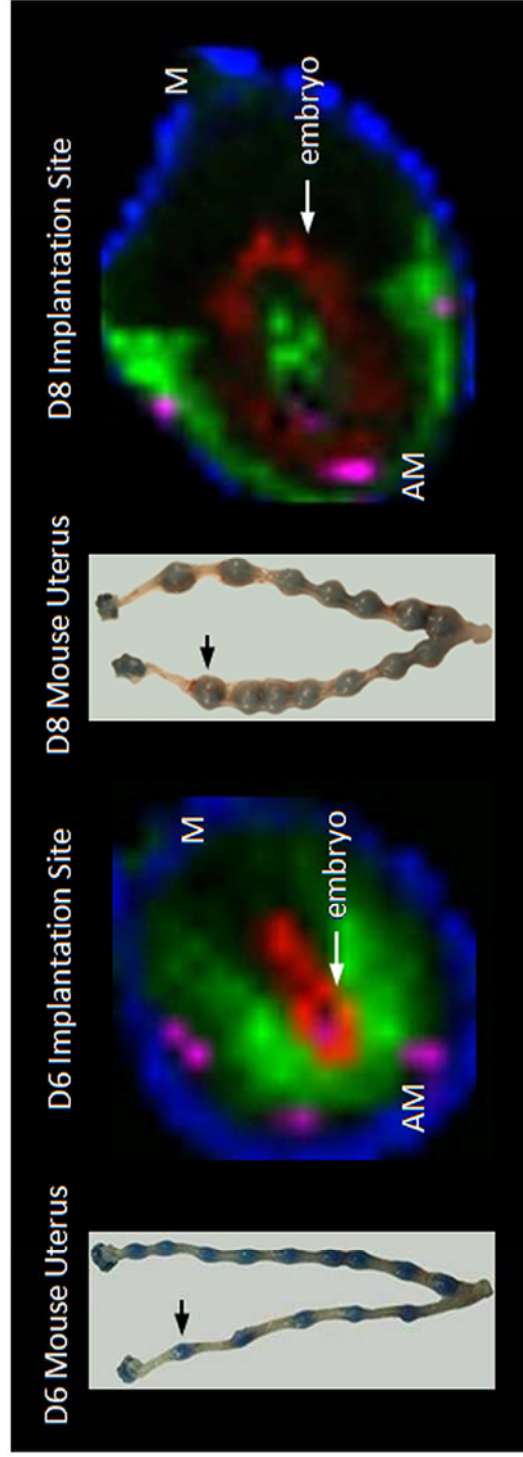 D6 Mouse Uterus
D6 Implantation Site
M
AM
embryo
D8 Mouse Uterus
D8 Implantation Site
M
AM
embryo